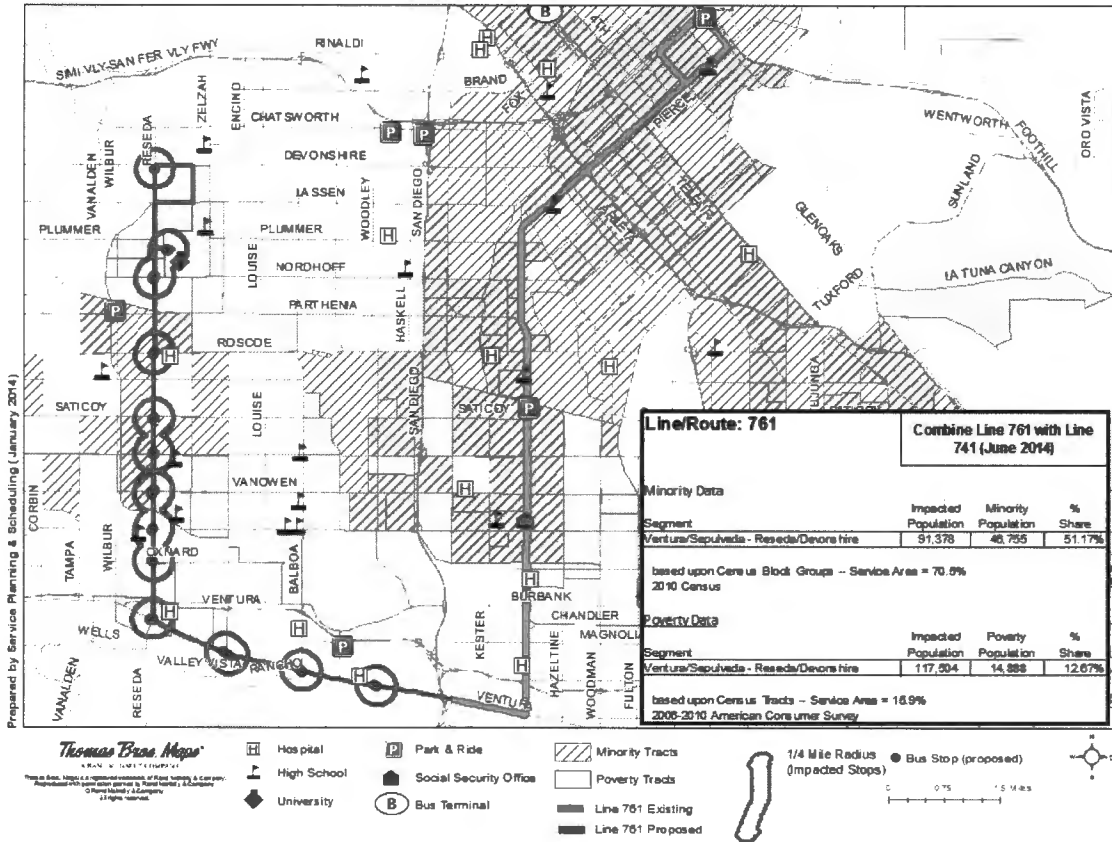 SIMI VLY-SAN FER VLY FWY
RINALDI
BRAND
4TH
FOX
PIERCE
ZELZAH
ENCINO
CHATSWORTH
DEVONSHIRE
WENTWORTH
FOOTHILL
ORO VISTA
VANALDEN
WILBUR
RESEDA
LASSEN
WOODLEY
SAN DIEGO
SUNLAND
PLUMMER
PLUMMER
ARLETA
GLENOAKS
LOUISE
NORDHOFF
LA TUNA CANYON
TUXFORD
PARTHENIA
HASKELL
ROSCOE
SATICOY
LOUISE
SAN DIEGO
SATICOY
VANOWEN
CORBIN
TAMPA
WILBUR
OXNARD
BALBOA
BURBANK
VENTURA
CHANDLER
MAGNOLIA
WELLS
KESTER
HAZELTINE
WOODMAN
FULTON
VALLEY VISTA
RANCHO
VENTURA
VANALDEN
RESEDA
Prepared by Service Planning & Scheduling (January 2014)
Line/Route: 761
Combine Line 761 with Line
741 (June 2014)
Minority Data
Impacted Minority %
Segment Population Population Share
Ventura/Sepulveda - Reseda/Devonshire 91,378 46,755 51.17%
based upon Census Block Groups -- Service Area = 70.5%
2010 Census
Poverty Data
Impacted Poverty %
Segment Population Population Share
Ventura/Sepulveda - Reseda/Devonshire 117,504 14,888 12.67%
based upon Census Tracts -- Service Area = 15.9%
2006-2010 American Consumer Survey
Thomas Bros. Maps
H Hospital
High School
University
P Park & Ride
Social Security Office
B Bus Terminal
Minority Tracts
Poverty Tracts
Line 761 Existing
Line 761 Proposed
1/4 Mile Radius
(Impacted Stops)
Bus Stop (proposed)
0 0.75 1.5 Miles